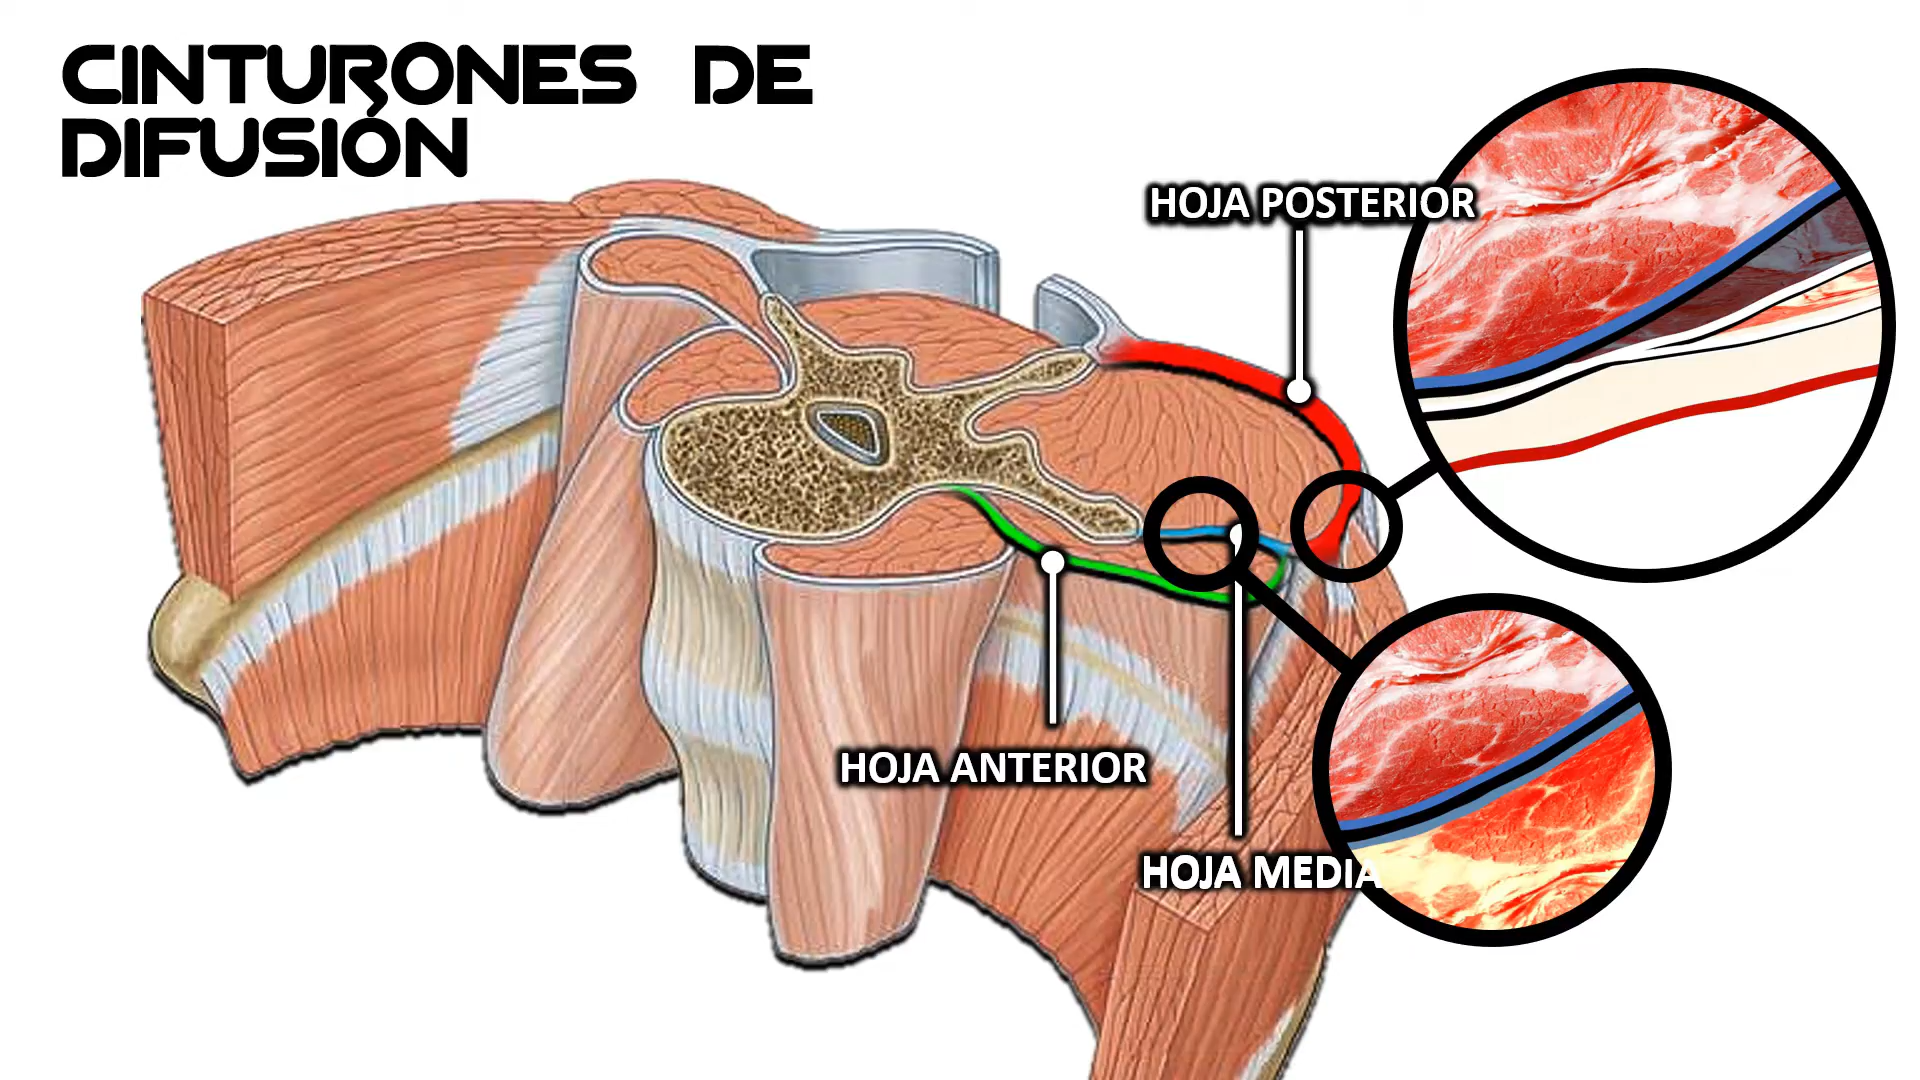 CINTURONES DE
DIFUSIÓN
HOJA POSTERIOR
HOJA ANTERIOR
HOJA MEDIA